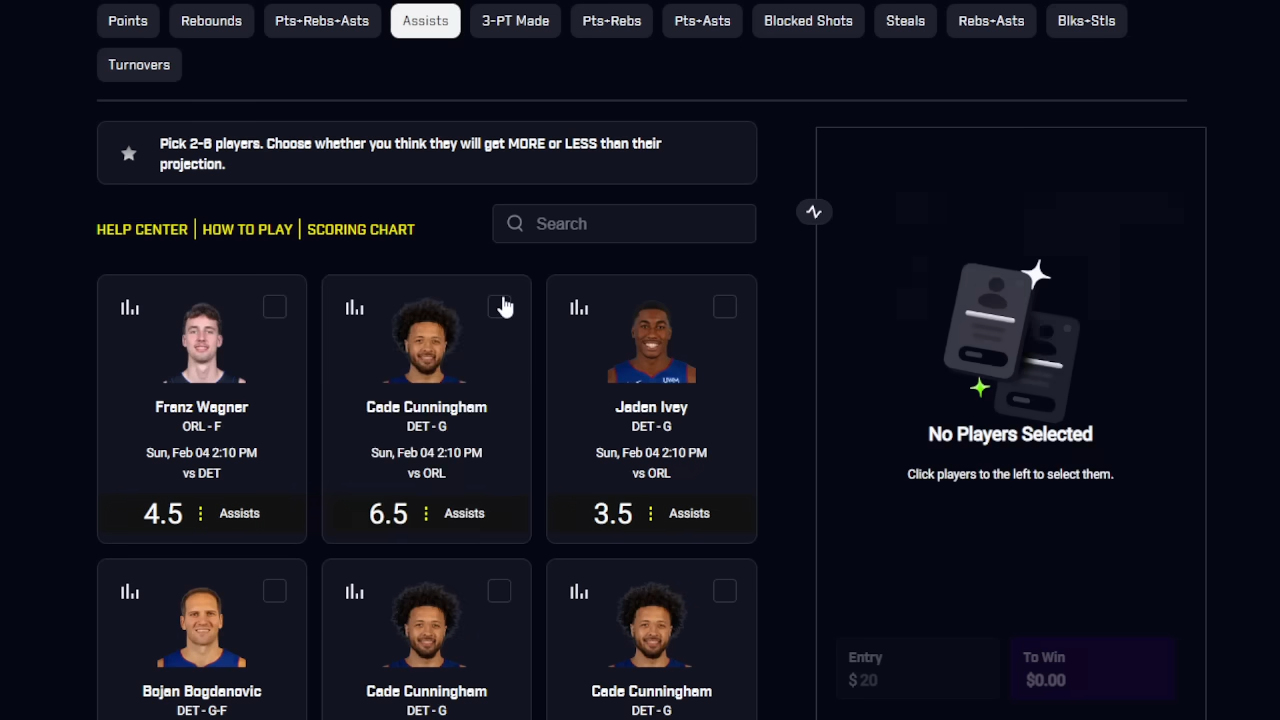 Points Rebounds Pts+Rebs+Asts Assists 3-PT Made Pts+Rebs Pts+Asts Blocked Shots Steals Rebs+Asts Blks+Stls
Turnovers
Pick 2-6 players. Choose whether you think they will get MORE or LESS than their
projection.
HELP CENTER HOW TO PLAY SCORING CHART
Search
Franz Wagner
ORL - F
Sun, Feb 04 2:10 PM
vs DET
4.5 Assists
Cade Cunningham
DET - G
Sun, Feb 04 2:10 PM
vs ORL
6.5 Assists
Jaden Ivey
DET - G
Sun, Feb 04 2:10 PM
vs ORL
3.5 Assists
Bojan Bogdanovic
DET - G-F
Cade Cunningham
DET - G
Cade Cunningham
DET - G
No Players Selected
Click players to the left to select them.
Entry
$ 20
To Win
$0.00